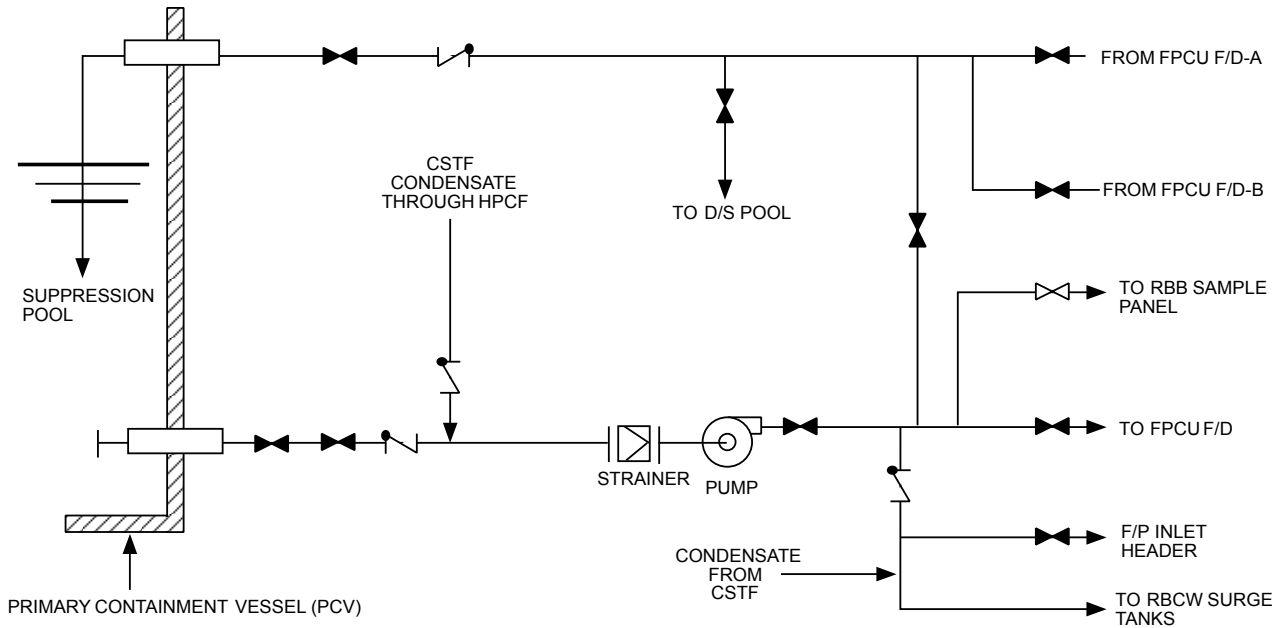 FROM FPCU F/D-A
CSTF
CONDENSATE
THROUGH HPCF
FROM FPCU F/D-B
TO D/S POOL
SUPPRESSION
POOL
TO RBB SAMPLE
PANEL
TO FPCU F/D
STRAINER
PUMP
F/P INLET
HEADER
CONDENSATE
FROM
CSTF
PRIMARY CONTAINMENT VESSEL (PCV)
TO RBCW SURGE
TANKS